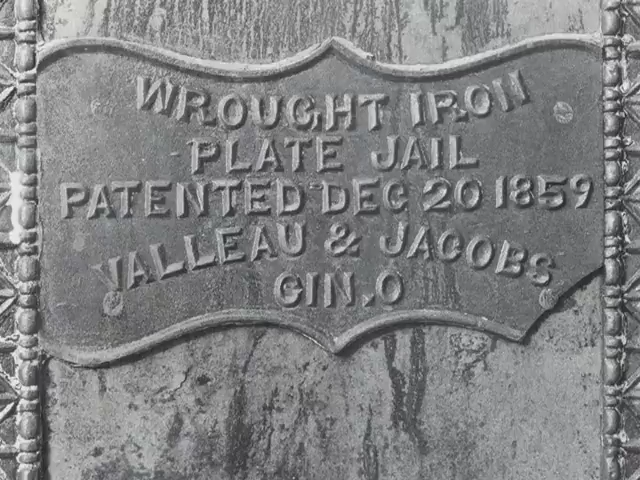 WROUGHT IRON
PLATE JAIL
PATENTED DEC 20 1859
VALLEAU & JACOBS
CIN. O